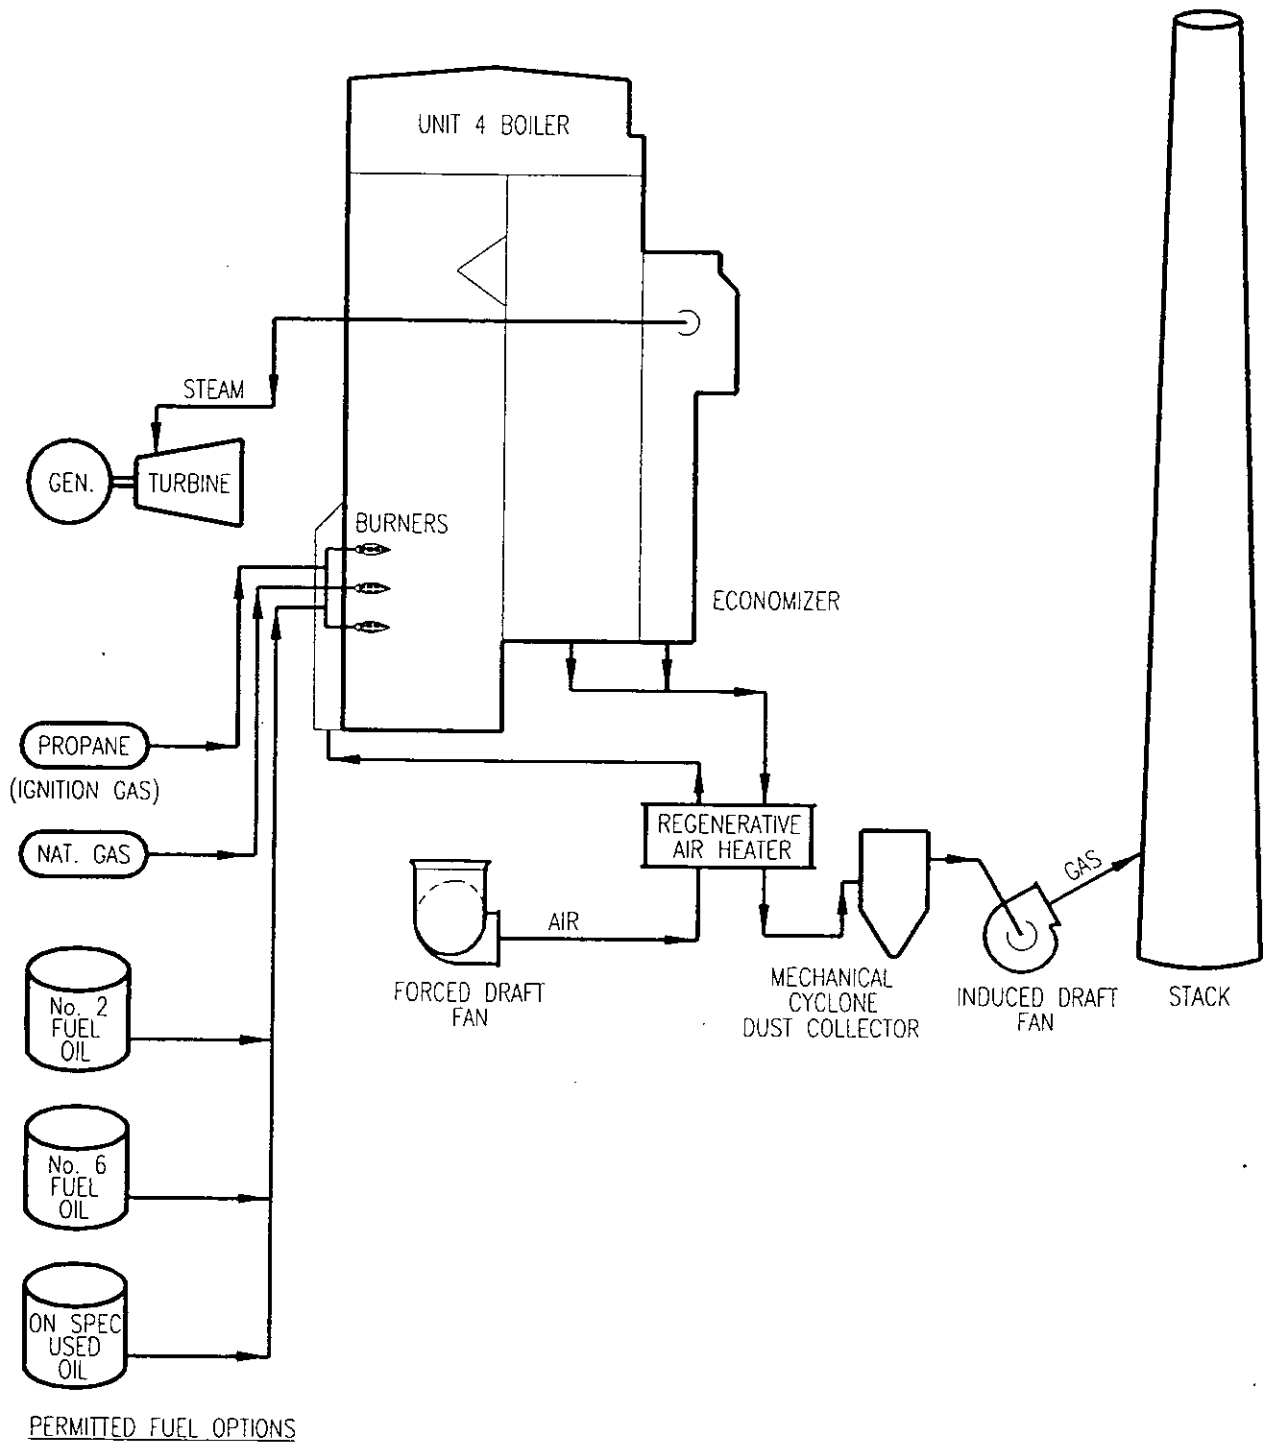 UNIT 4 BOILER
STEAM
GEN.
TURBINE
BURNERS
ECONOMIZER
PROPANE
(IGNITION GAS)
NAT. GAS
REGENERATIVE
AIR HEATER
GAS
AIR
FORCED DRAFT
FAN
MECHANICAL
CYCLONE
DUST COLLECTOR
INDUCED DRAFT
FAN
STACK
No. 2
FUEL
OIL
No. 6
FUEL
OIL
ON SPEC
USED
OIL
PERMITTED FUEL OPTIONS